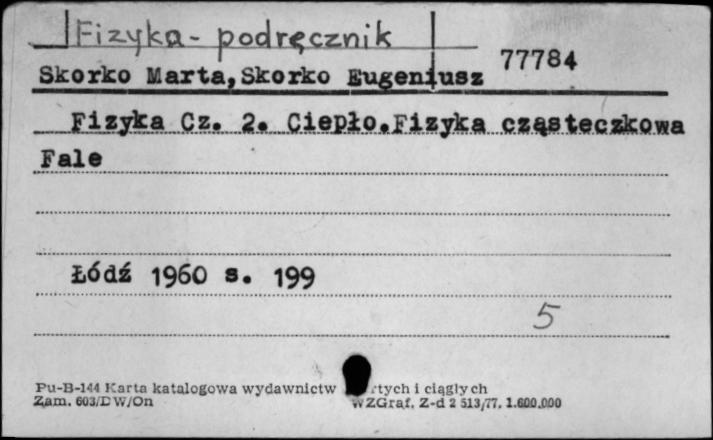 Fizyka - podręcznik
77784
Skorko Marta,Skorko Eugeniusz
Fizyka Cz. 2. Ciepło.Fizyka cząsteczkowa
Fale
Łódź 1960 s. 199
5
Pu-B-144 Karta katalogowa wydawnictw rtych i ciągłych
Zam. 603/DW/On WZGraf. Z-d 2 513/77. 1.600.000